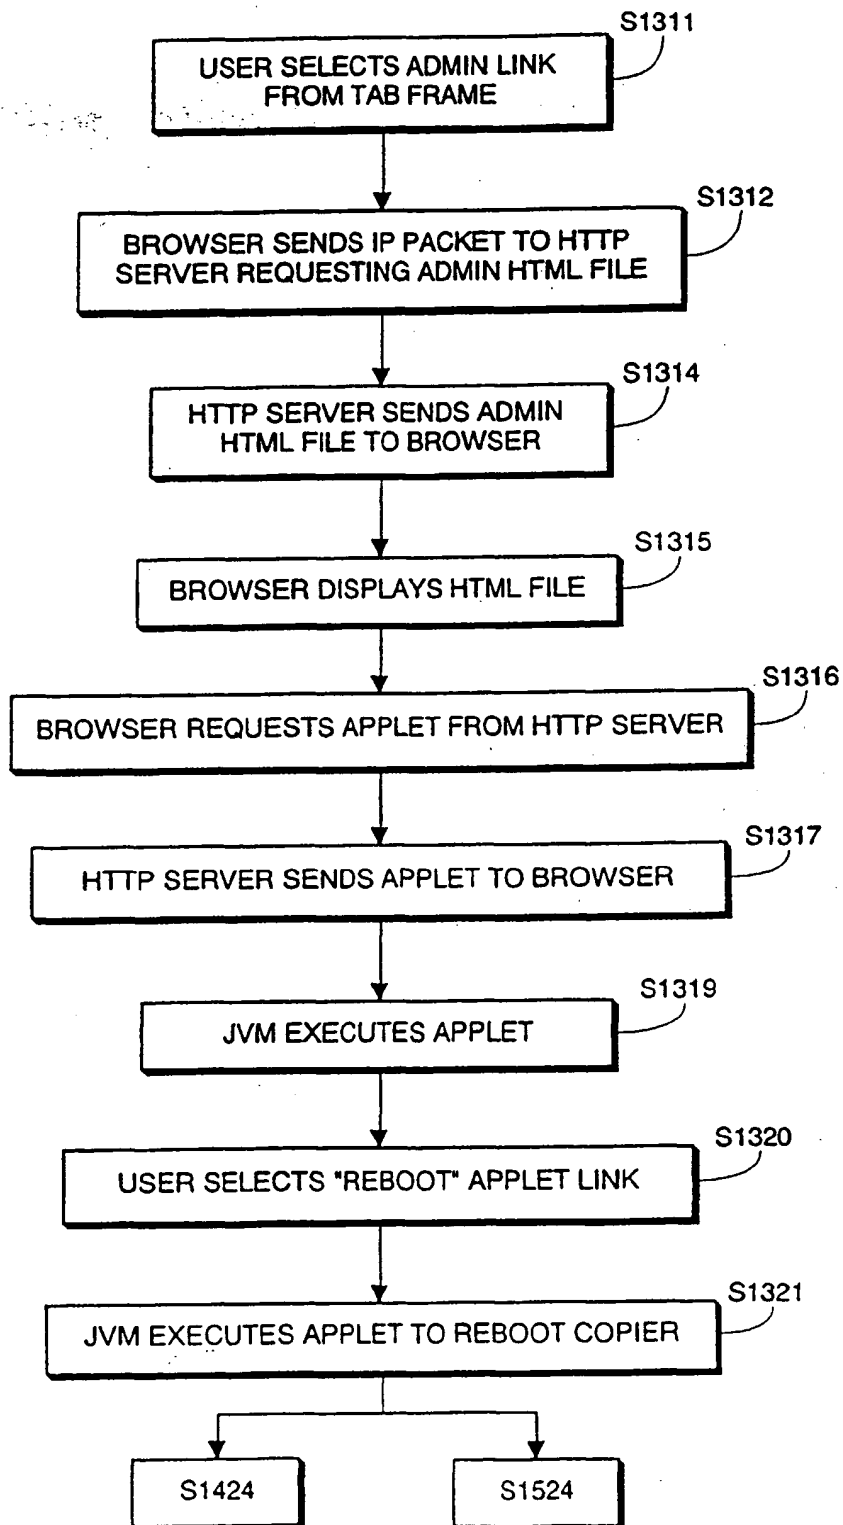 S1311
USER SELECTS ADMIN LINK
FROM TAB FRAME
S1312
BROWSER SENDS IP PACKET TO HTTP
SERVER REQUESTING ADMIN HTML FILE
S1314
HTTP SERVER SENDS ADMIN
HTML FILE TO BROWSER
S1315
BROWSER DISPLAYS HTML FILE
S1316
BROWSER REQUESTS APPLET FROM HTTP SERVER
S1317
HTTP SERVER SENDS APPLET TO BROWSER
S1319
JVM EXECUTES APPLET
S1320
USER SELECTS "REBOOT" APPLET LINK
S1321
JVM EXECUTES APPLET TO REBOOT COPIER
S1424
S1524